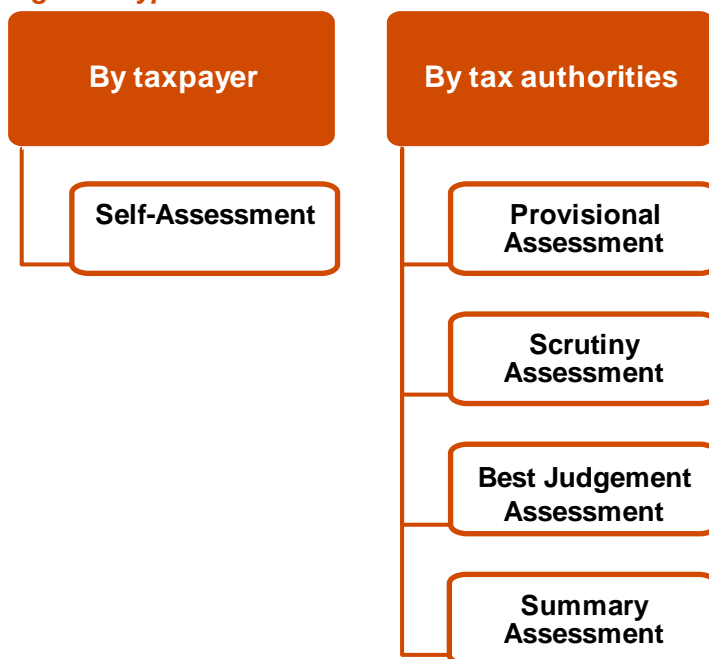 By taxpayer
By tax authorities
Self-Assessment
Provisional
Assessment
Scrutiny
Assessment
Best Judgement
Assessment
Summary
Assessment